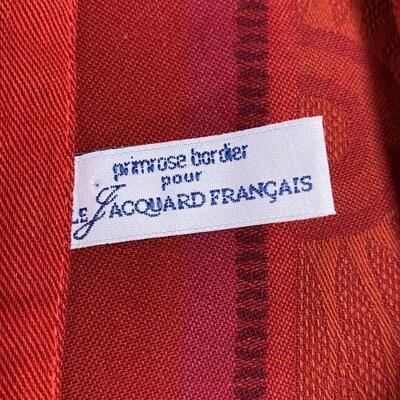 primrose bordier
pour
LE JACQUARD FRANÇAIS